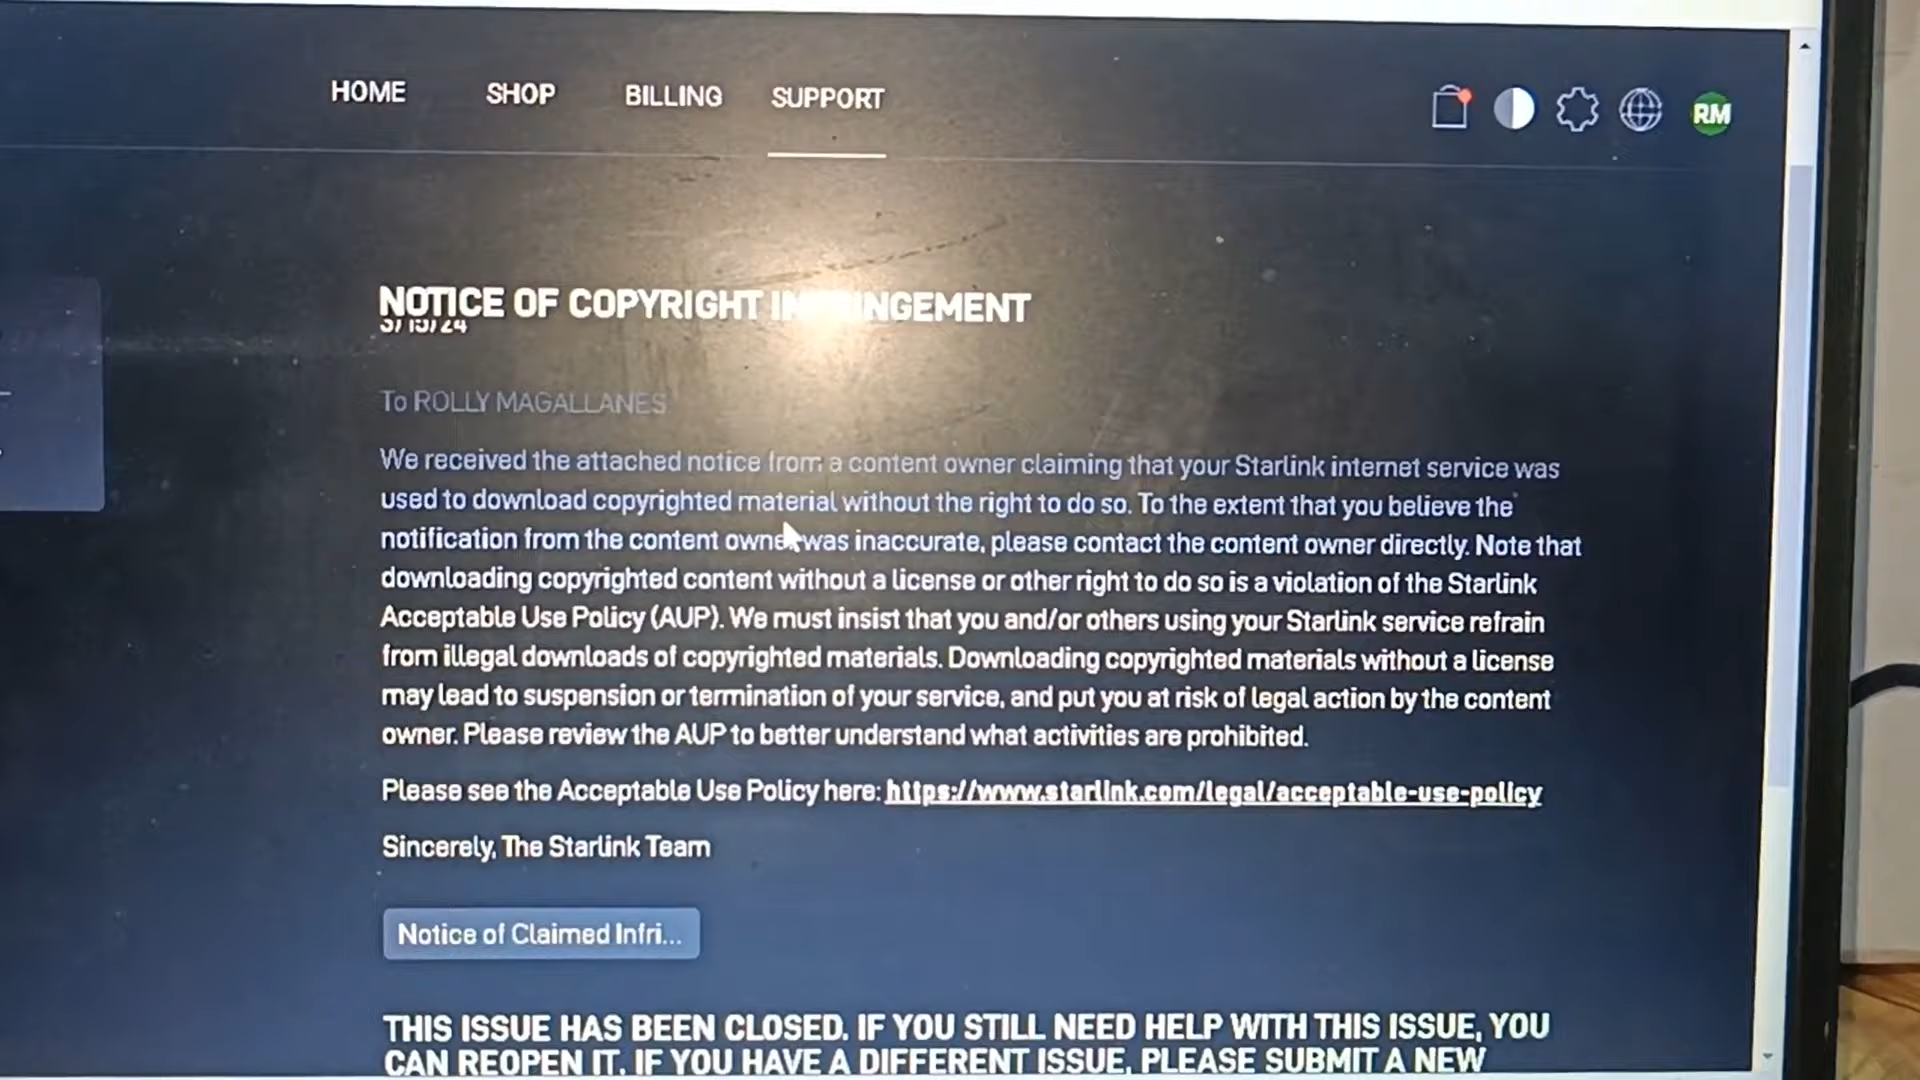 HOME SHOP BILLING SUPPORT
RM
NOTICE OF COPYRIGHT INFRINGEMENT
To ROLLY MAGALLANES
We received the attached notice from a content owner claiming that your Starlink internet service was
used to download copyrighted material without the right to do so. To the extent that you believe the
notification from the content owner was inaccurate, please contact the content owner directly. Note that
downloading copyrighted content without a license or other right to do so is a violation of the Starlink
Acceptable Use Policy (AUP). We must insist that you and/or others using your Starlink service refrain
from illegal downloads of copyrighted materials. Downloading copyrighted materials without a license
may lead to suspension or termination of your service, and put you at risk of legal action by the content
owner. Please review the AUP to better understand what activities are prohibited.
Please see the Acceptable Use Policy here: https://www.starlink.com/legal/acceptable-use-policy
Sincerely, The Starlink Team
Notice of Claimed Infri...
THIS ISSUE HAS BEEN CLOSED. IF YOU STILL NEED HELP WITH THIS ISSUE, YOU
CAN REOPEN IT. IF YOU HAVE A DIFFERENT ISSUE, PLEASE SUBMIT A NEW